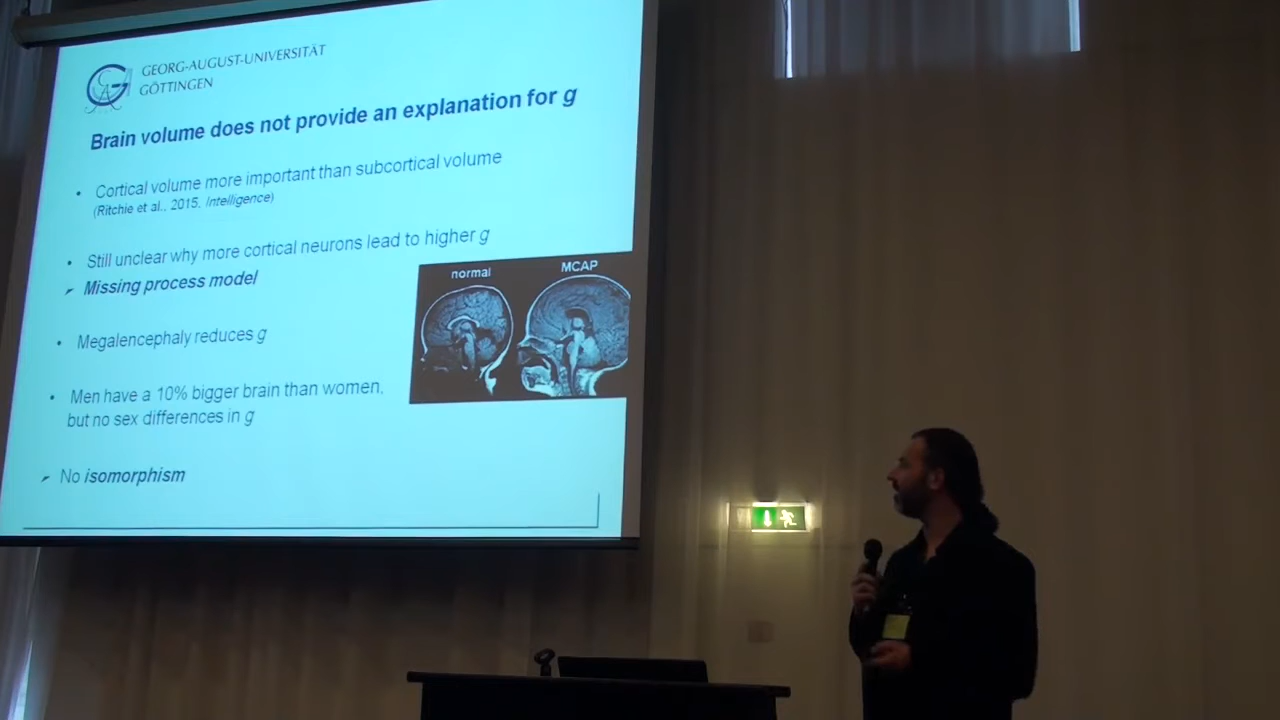 GEORG-AUGUST-UNIVERSITÄT
GÖTTINGEN
Brain volume does not provide an explanation for g
• Cortical volume more important than subcortical volume
(Ritchie et al., 2015, Intelligence)
• Still unclear why more cortical neurons lead to higher g
➢ Missing process model
normal
MCAP
• Megalencephaly reduces g
• Men have a 10% bigger brain than women,
but no sex differences in g
➢ No isomorphism